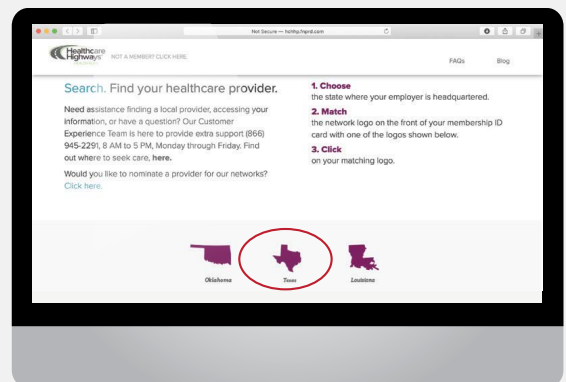 Not Secure — hchhp.hprd.com
Healthcare
Highways
NOT A MEMBER? CLICK HERE.
FAQs
Blog
Search. Find your healthcare provider.
Need assistance finding a local provider, accessing your
information, or have a question? Our Customer
Experience Team is here to provide extra support (866)
945-2291, 8 AM to 5 PM, Monday through Friday. Find
out where to seek care, here.
Would you like to nominate a provider for our networks?
Click here.
1. Choose
the state where your employer is headquartered.
2. Match
the network logo on the front of your membership ID
card with one of the logos shown below.
3. Click
on your matching logo.
Oklahoma
Texas
Louisiana